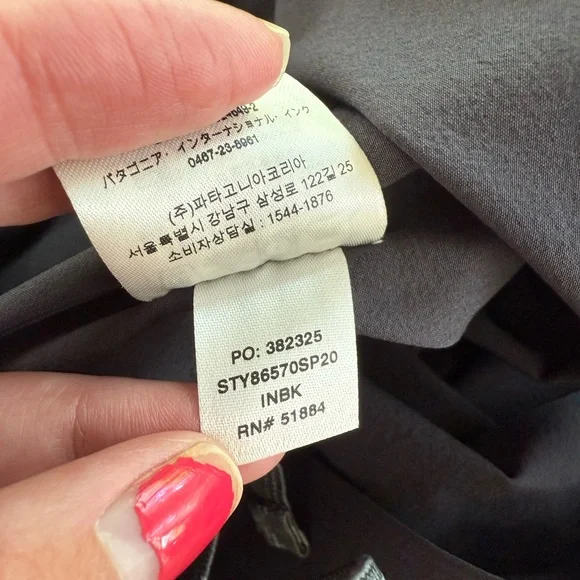 パタゴニア・インターナショナル・インク
0467-23-8961
(주)파타고니아코리아
서울특별시 강남구 삼성로 122길 25
소비자상담실 : 1544-1876
PO: 382325
STY86570SP20
INBK
RN# 51884